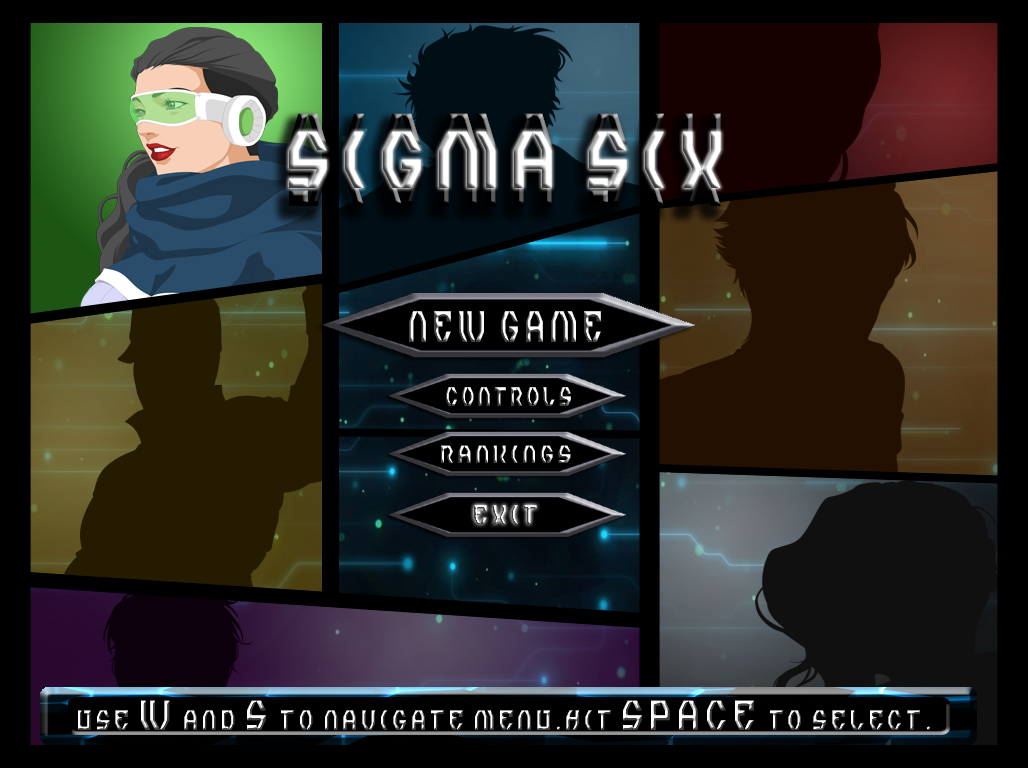 SIGMA SIX
NEW GAME
CONTROLS
RANKINGS
EXIT
USE W AND S TO NAVIGATE MENU.HIT SPACE TO SELECT.